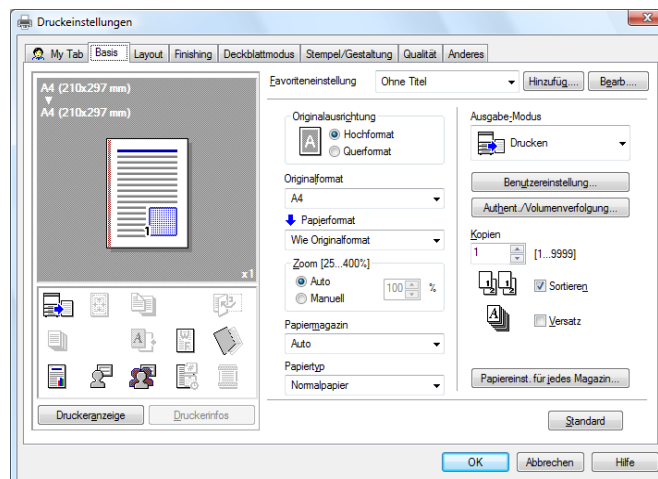 Druckeinstellungen
My Tab Basis Layout Finishing Deckblattmodus Stempel/Gestaltung Qualität Anderes
A4 (210x297 mm)
A4 (210x297 mm)
1
x1
Druckeranzeige Druckerinfos
Favoriteneinstellung Ohne Titel Hinzufüg.... Bearb....
Originalausrichtung
A Hochformat
Querformat
Originalformat
A4
Papierformat
Wie Originalformat
Zoom [25...400%]
Auto
Manuell 100 %
Papiermagazin
Auto
Papiertyp
Normalpapier
Ausgabe-Modus
Drucken
Benutzereinstellung...
Authent./Volumenverfolgung...
Kopien
1 [1...9999]
Sortieren
Versatz
Papiereinst. für jedes Magazin...
Standard
OK Abbrechen Hilfe